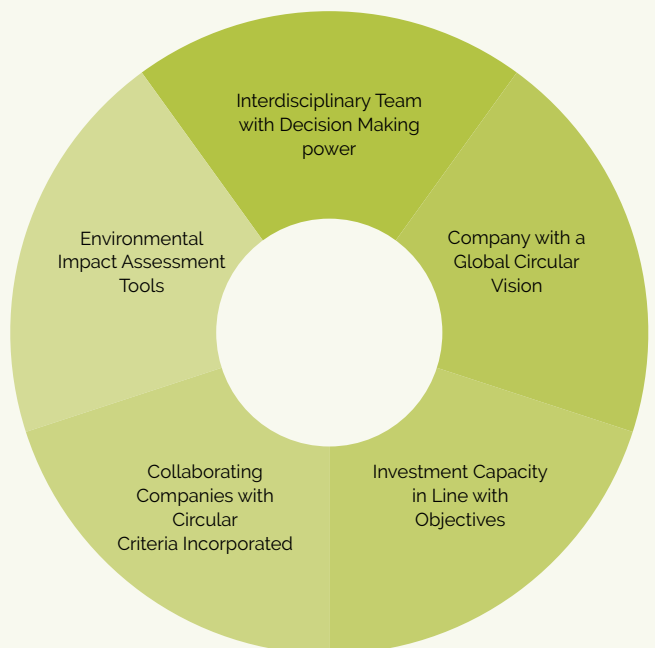 Interdisciplinary Team
with Decision Making
power
Company with a
Global Circular
Vision
Investment Capacity
in Line with
Objectives
Collaborating
Companies with
Circular
Criteria Incorporated
Environmental
Impact Assessment
Tools